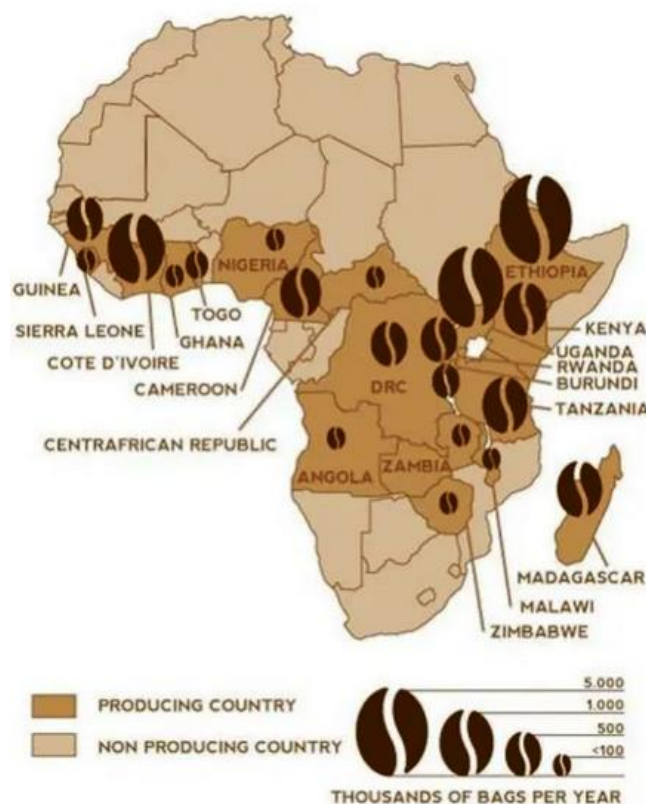 ETHIOPIA
NIGERIA
GUINEA
TOGO
KENYA
SIERRA LEONE
GHANA
UGANDA
COTE D'IVOIRE
RWANDA
CAMEROON
DRC
BURUNDI
TANZANIA
CENTRAFRICAN REPUBLIC
ANGOLA
ZAMBIA
MADAGASCAR
MALAWI
ZIMBABWE
PRODUCING COUNTRY
NON PRODUCING COUNTRY
5.000
1.000
500
<100
THOUSANDS OF BAGS PER YEAR